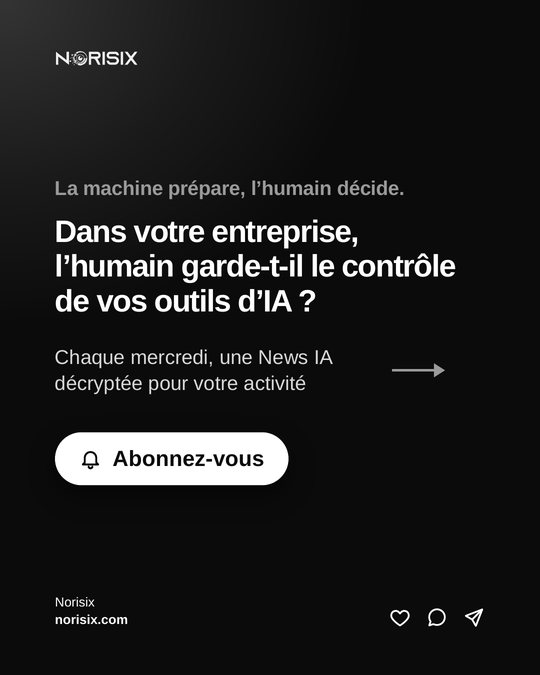 NORISIX
La machine prépare, l’humain décide.
Dans votre entreprise,
l’humain garde-t-il le contrôle
de vos outils d’IA ?
Chaque mercredi, une News IA
décryptée pour votre activité
Abonnez-vous
Norisix
norisix.com